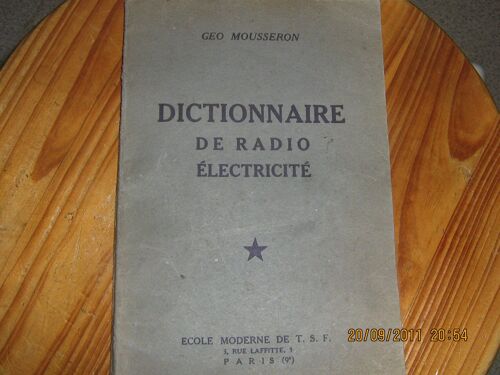 GEO MOUSSERON
DICTIONNAIRE
DE RADIO
ÉLECTRICITÉ
ECOLE MODERNE DE T. S. F.
3, RUE LAFFITTE, 3
PARIS (9e)
20/09/2011 20:54